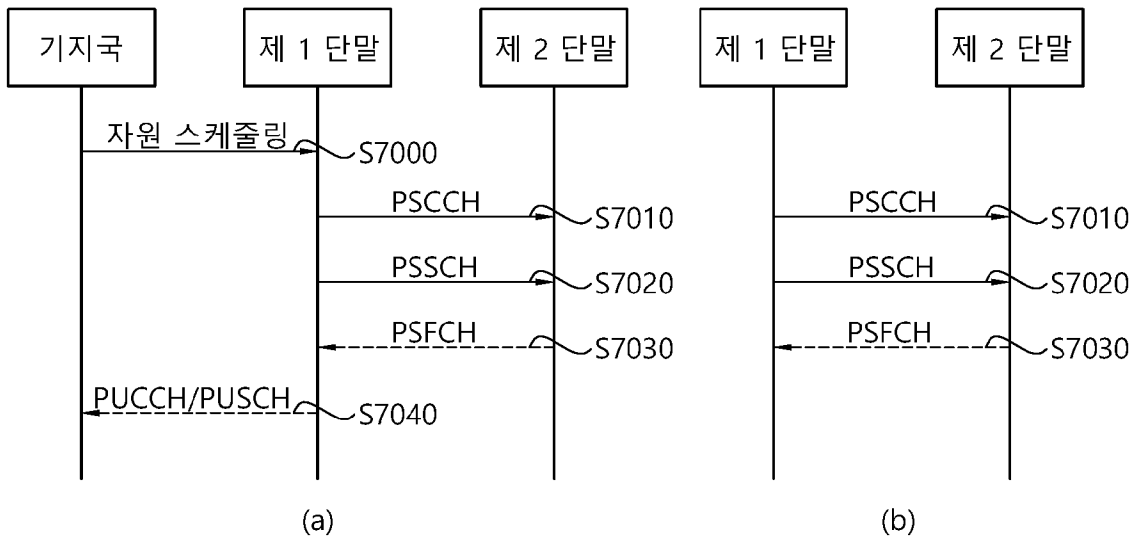 기지국
제 1 단말
제 2 단말
자원 스케줄링
S7000
PSCCH
S7010
PSSCH
S7020
PSFCH
S7030
PUCCH/PUSCH
S7040
(a)
제 1 단말
제 2 단말
PSCCH
S7010
PSSCH
S7020
PSFCH
S7030
(b)